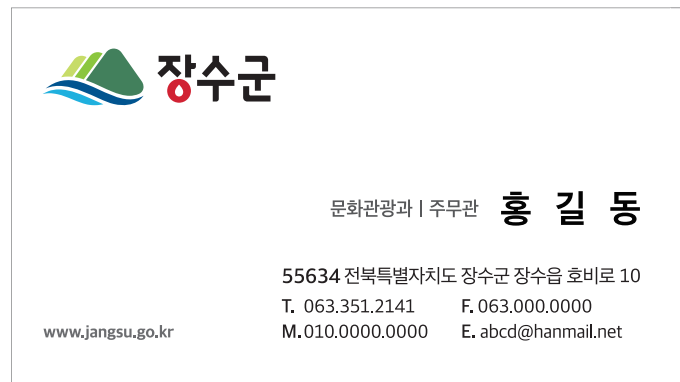 장수군
문화관광과 | 주무관 홍 길 동
55634 전북특별자치도 장수군 장수읍 호비로 10
T. 063.351.2141 F. 063.000.0000
www.jangsu.go.kr M.010.0000.0000 E. abcd@hanmail.net